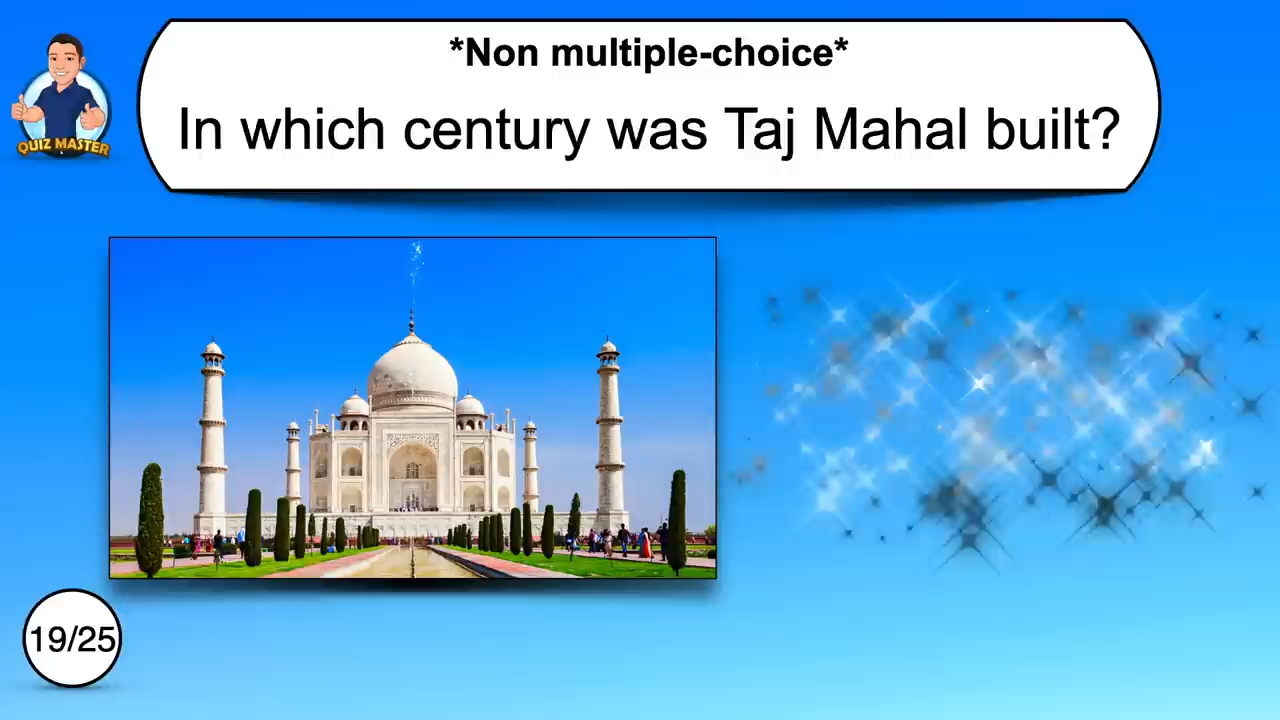 *Non multiple-choice*
In which century was Taj Mahal built?
QUIZ MASTER
19/25